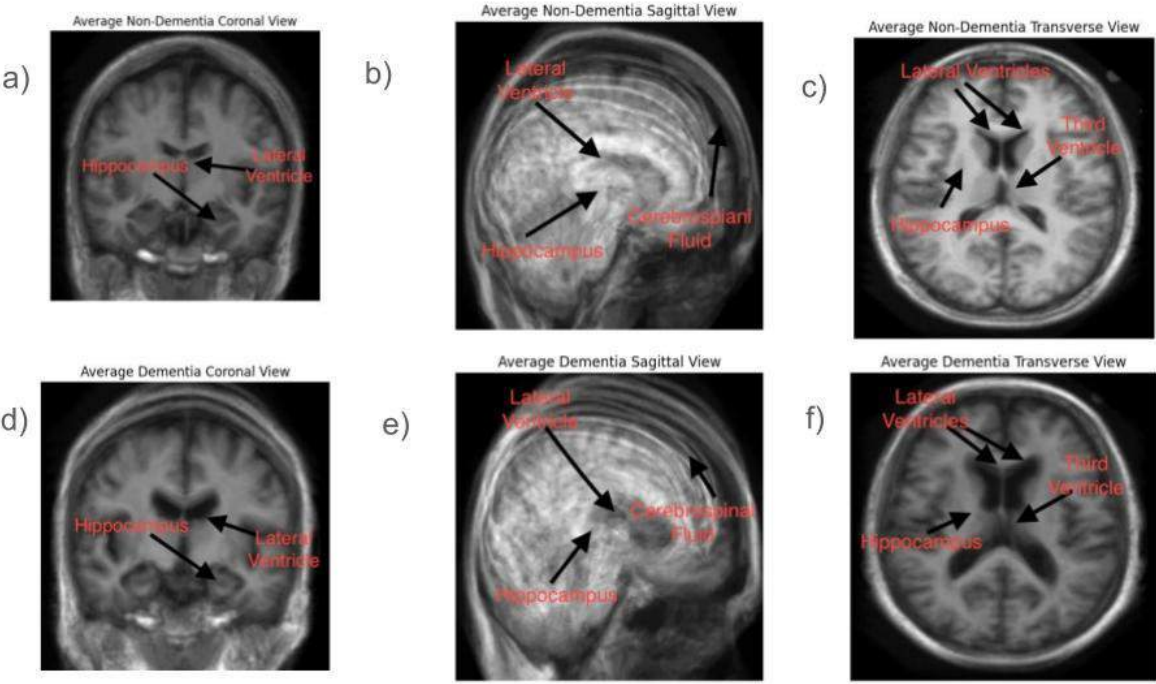 Average Non-Dementia Coronal View
a)
Hippocampus
Lateral
Ventricle
Average Non-Dementia Sagittal View
b)
Lateral
Ventricle
Hippocampus
Cerebrospianl
Fluid
Average Non-Dementia Transverse View
c)
Lateral Ventricles
Third
Ventricle
Hippocampus
Average Dementia Coronal View
d)
Hippocampus
Lateral
Ventricle
Average Dementia Sagittal View
e)
Lateral
Ventricle
Cerebrospinal
Fluid
Hippocampus
Average Dementia Transverse View
f)
Lateral
Ventricles
Third
Ventricle
Hippocampus